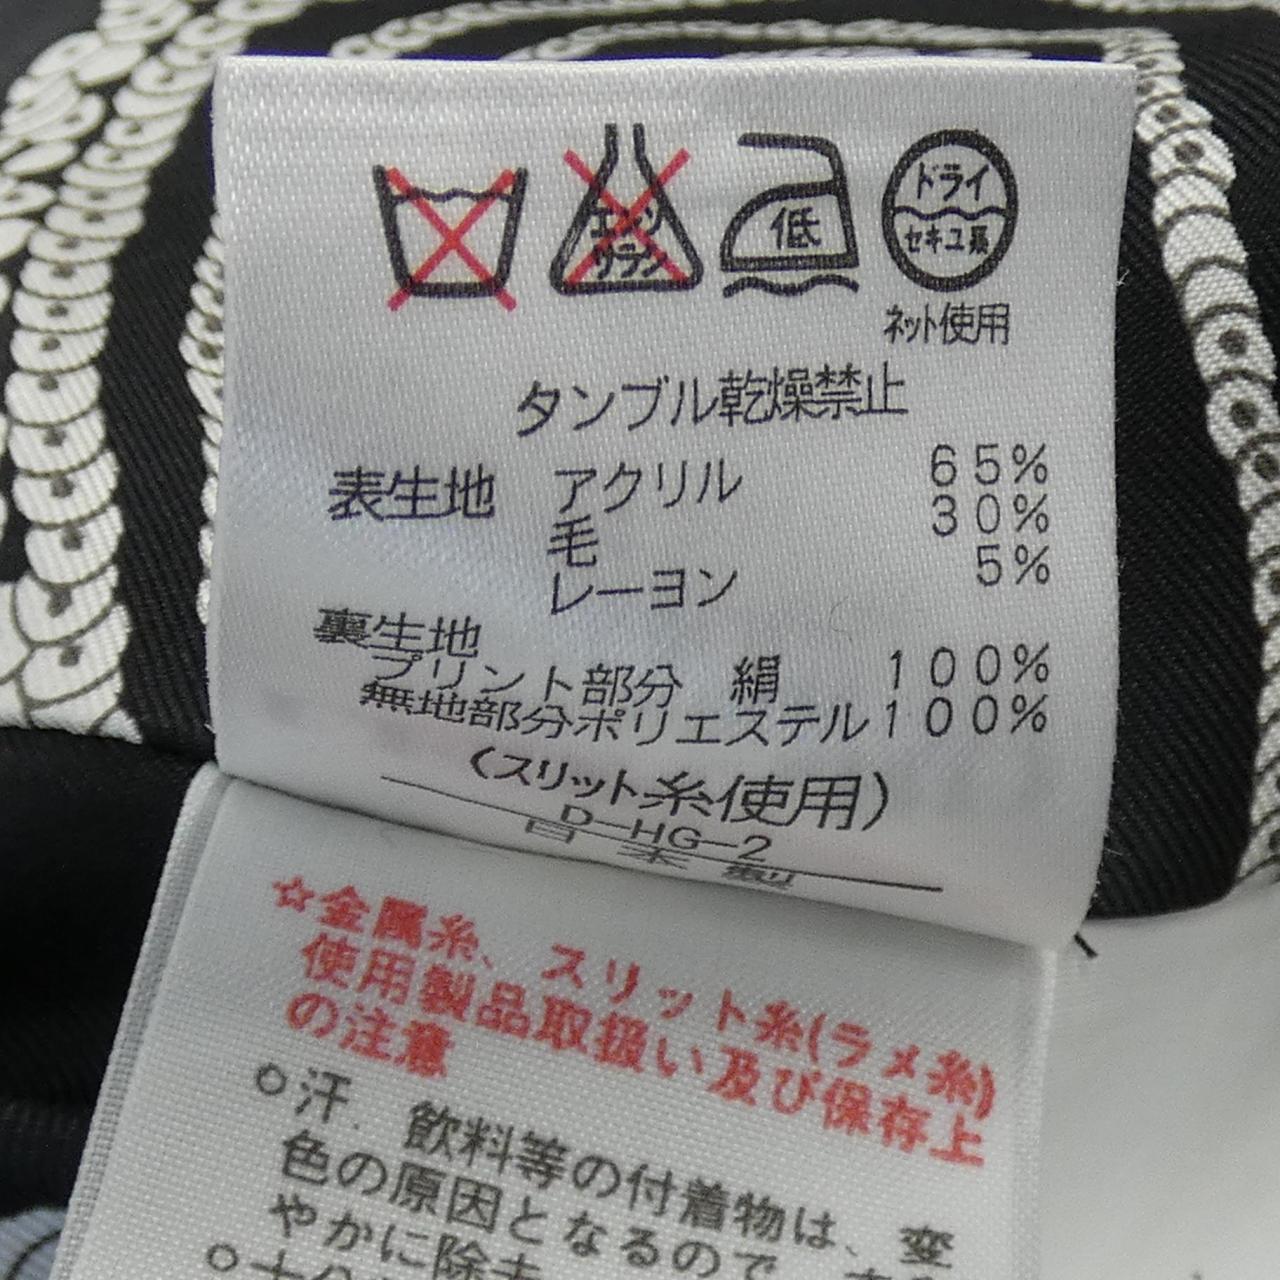 エンソ
サラシ
低
ドライ
セキユ系
ネット使用
タンブル乾燥禁止
表生地 アクリル 65%
毛 30%
レーヨン 5%
裏生地
プリント部分 絹 100%
無地部分ポリエステル100%
(スリット糸使用)
D-HG-2
日本製
☆金属糸、スリット糸(ラメ糸)
使用製品取扱い及び保存上
の注意
○汗、飲料等の付着物は、変
色の原因となるので、
やかに除去
○十分